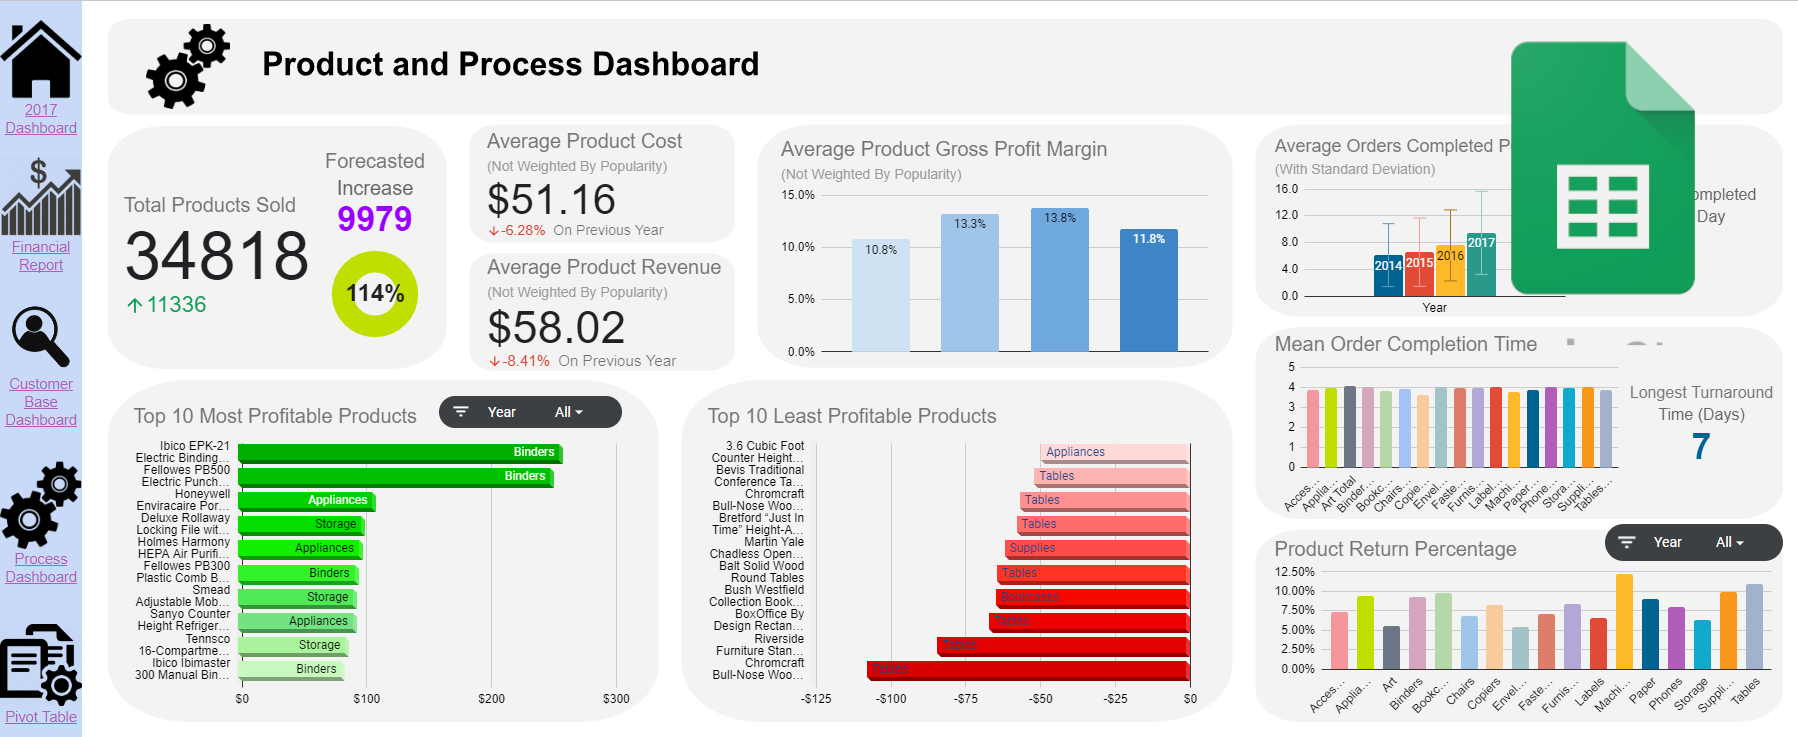 Product and Process Dashboard
2017
Dashboard
Financial
Report
Customer
Base
Dashboard
Process
Dashboard
Pivot Table
Total Products Sold
34818
11336
Forecasted
Increase
9979
114%
Average Product Cost
(Not Weighted By Popularity)
$51.16
-6.28% On Previous Year
Average Product Revenue
(Not Weighted By Popularity)
$58.02
-8.41% On Previous Year
Average Product Gross Profit Margin
(Not Weighted By Popularity)
15.0%
10.0%
5.0%
0.0%
10.8%
13.3%
13.8%
11.8%
Average Orders Completed P
(With Standard Deviation)
16.0
12.0
8.0
4.0
0.0
2014
2015
2016
2017
Year
ompleted
Day
Top 10 Most Profitable Products
Year All
Ibico EPK-21
Electric Binding…
Binders
Fellowes PB500
Electric Punch…
Binders
Honeywell
Enviracaire Por…
Appliances
Deluxe Rollaway
Locking File wit…
Storage
Holmes Harmony
HEPA Air Purifi…
Appliances
Fellowes PB300
Plastic Comb B…
Binders
Smead
Adjustable Mob…
Storage
Sanyo Counter
Height Refriger…
Appliances
Tennsco
16-Compartme…
Storage
Ibico Ibimaster
300 Manual Bin…
Binders
$0 $100 $200 $300
Top 10 Least Profitable Products
3.6 Cubic Foot
Counter Height…
Appliances
Bevis Traditional
Conference Ta…
Tables
Chromcraft
Bull-Nose Woo…
Tables
Bretford “Just In
Time” Height-A…
Tables
Martin Yale
Chadless Open…
Supplies
Balt Solid Wood
Round Tables
Tables
Bush Westfield
Collection Book…
Bookcases
BoxOffice By
Design Rectan…
Tables
Riverside
Furniture Stan…
Tables
Chromcraft
Bull-Nose Woo…
Tables
-$125 -$100 -$75 -$50 -$25 $0
Mean Order Completion Time
5
4
3
2
1
0
Acces…
Applia…
Art Total
Binder…
Bookc…
Chairs…
Copie…
Envel…
Faste…
Furnis…
Label…
Machi…
Paper…
Phone…
Stora…
Suppli…
Tables…
Longest Turnaround
Time (Days)
7
Product Return Percentage
Year All
12.50%
10.00%
7.50%
5.00%
2.50%
0.00%
Acces…
Applia…
Art
Binders
Bookc…
Chairs
Copiers
Envel…
Faste…
Furnis…
Labels
Machi…
Paper
Phones
Storage
Suppli…
Tables